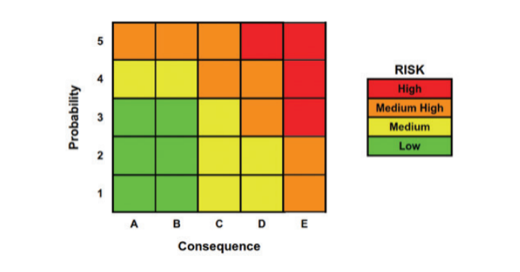 5
4
3
2
1
Probability
A B C D E
Consequence
RISK
High
Medium High
Medium
Low